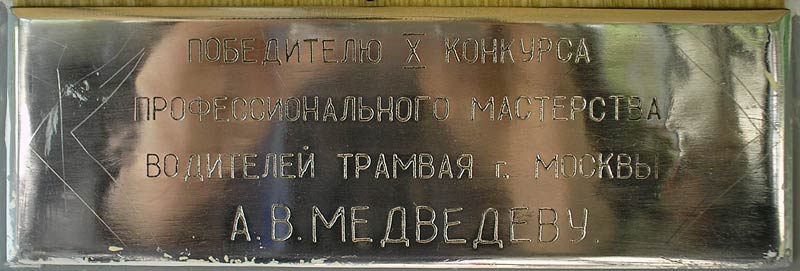 ПОБЕДИТЕЛЮ X КОНКУРСА
ПРОФЕССИОНАЛЬНОГО МАСТЕРСТВА
ВОДИТЕЛЕЙ ТРАМВАЯ г. МОСКВЫ
А.В.МЕДВЕДЕВУ.